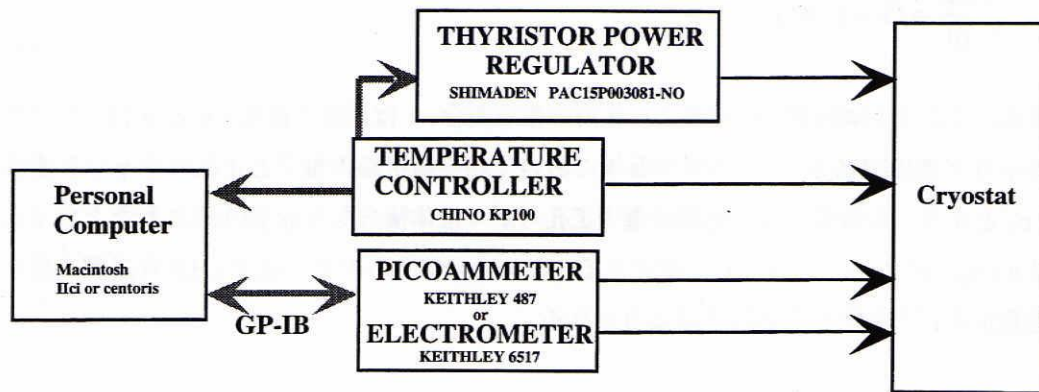 THYRISTOR POWER
REGULATOR
SHIMADEN PAC15P003081-NO
TEMPERATURE
CONTROLLER
CHINO KP100
Personal
Computer
Macintosh
IIci or centoris
GP-IB
PICOAMMETER
KEITHLEY 487
or
ELECTROMETER
KEITHLEY 6517
Cryostat